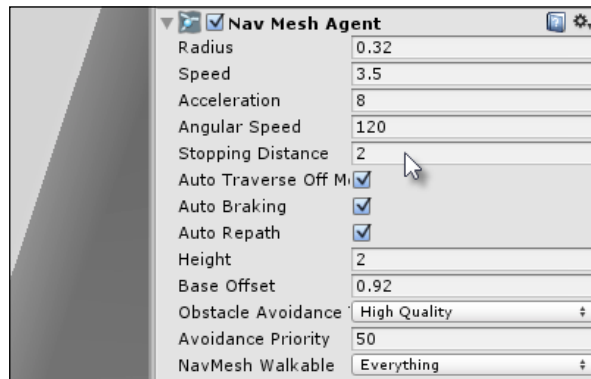 Nav Mesh Agent
Radius 0.32
Speed 3.5
Acceleration 8
Angular Speed 120
Stopping Distance 2
Auto Traverse Off M
Auto Braking
Auto Repath
Height 2
Base Offset 0.92
Obstacle Avoidance High Quality
Avoidance Priority 50
NavMesh Walkable Everything